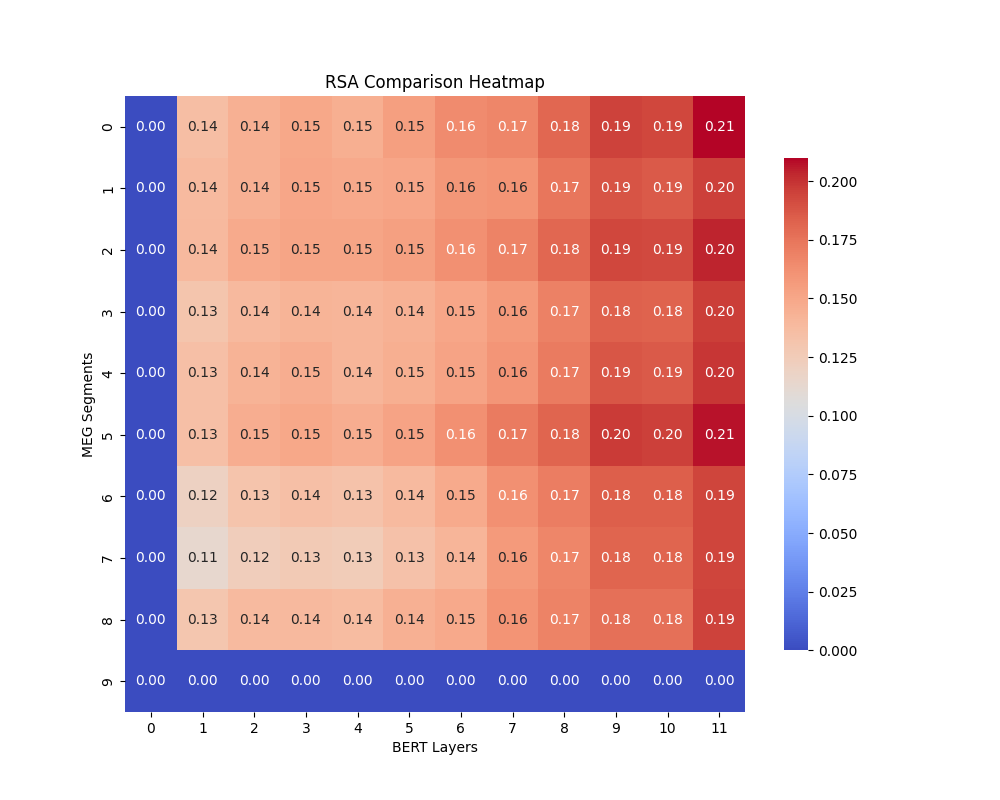 RSA Comparison Heatmap
0 0.00 0.14 0.14 0.15 0.15 0.15 0.16 0.17 0.18 0.19 0.19 0.21
1 0.00 0.14 0.14 0.15 0.15 0.15 0.16 0.16 0.17 0.19 0.19 0.20
2 0.00 0.14 0.15 0.15 0.15 0.15 0.16 0.17 0.18 0.19 0.19 0.20
3 0.00 0.13 0.14 0.14 0.14 0.14 0.15 0.16 0.17 0.18 0.18 0.20
4 0.00 0.13 0.14 0.15 0.14 0.15 0.15 0.16 0.17 0.19 0.19 0.20
5 0.00 0.13 0.15 0.15 0.15 0.15 0.16 0.17 0.18 0.20 0.20 0.21
6 0.00 0.12 0.13 0.14 0.13 0.14 0.15 0.16 0.17 0.18 0.18 0.19
7 0.00 0.11 0.12 0.13 0.13 0.13 0.14 0.16 0.17 0.18 0.18 0.19
8 0.00 0.13 0.14 0.14 0.14 0.14 0.15 0.16 0.17 0.18 0.18 0.19
9 0.00 0.00 0.00 0.00 0.00 0.00 0.00 0.00 0.00 0.00 0.00 0.00
0 1 2 3 4 5 6 7 8 9 10 11
BERT Layers
MEG Segments
0.200
0.175
0.150
0.125
0.100
0.075
0.050
0.025
0.000